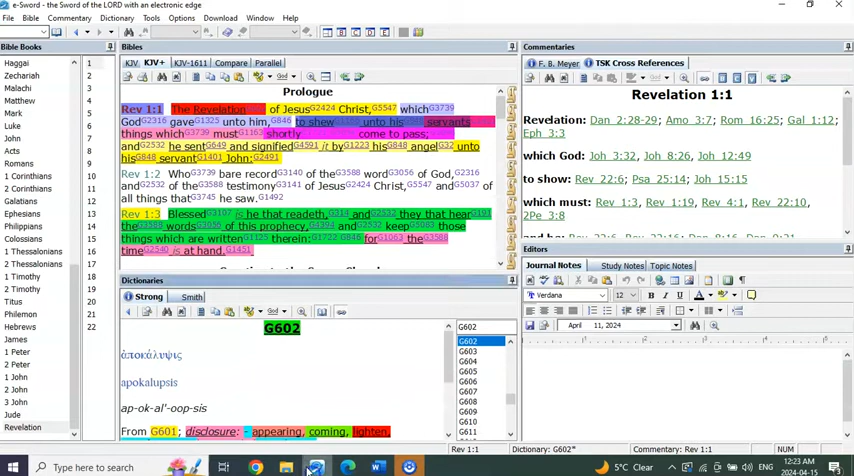 e-Sword - the Sword of the LORD with an electronic edge
File Bible Commentary Dictionary Tools Options Download Window Help
A B C D E
Bible Books
Haggai
Zechariah
Malachi
Matthew
Mark
Luke
John
Acts
Romans
1 Corinthians
2 Corinthians
Galatians
Ephesians
Philippians
Colossians
1 Thessalonians
2 Thessalonians
1 Timothy
2 Timothy
Titus
Philemon
Hebrews
James
1 Peter
2 Peter
1 John
2 John
3 John
Jude
Revelation
1
2
3
4
5
6
7
8
9
10
11
12
13
14
15
16
17
18
19
20
21
22
Bibles
KJV KJV+ KJV-1611 Compare Parallel
God
Prologue
Rev 1:1 The Revelation of Jesus G2424 Christ, G5547 which G3739
God G2316 gave G1325 unto him, G846 to shew unto his servants
things which G3739 must G1163 shortly come to pass;
and G2532 he sent G649 and signified G4591 it by G1223 his G848 angel G32 unto
his G848 servant G1401 John: G2491
Rev 1:2 Who G3739 bare record G3140 of the G3588 word G3056 of God, G2316
and G2532 of the G3588 testimony G3141 of Jesus G2424 Christ, G5547 and G5037 of
all things that G3745 he saw. G1492
Rev 1:3 Blessed G3107 is he that readeth, G314 and G2532 they that hear G191
the G3588 words G3056 of this prophecy, G4394 and G2532 keep G5083 those
things which are written G1125 therein: G1722 G846 for G1063 the G3588
time G2540 is at hand. G1451
Dictionaries
Strong Smith
God
G602
ἀποκάλυψις
apokalupsis
ap-ok-al'-oop-sis
From G601; disclosure: - appearing, coming, lighten,
G602
G602
G603
G604
G605
G606
G607
G608
G609
G610
G611
Commentaries
F. B. Meyer TSK Cross References
Revelation 1:1
Revelation: Dan 2:28-29; Amo 3:7; Rom 16:25; Gal 1:12;
Eph 3:3
which God: Joh 3:32, Joh 8:26, Joh 12:49
to show: Rev 22:6; Psa 25:14; Joh 15:15
which must: Rev 1:3, Rev 1:19, Rev 4:1, Rev 22:10;
2Pe 3:8
Editors
Journal Notes Study Notes Topic Notes
Verdana 12 B I U A
April 11, 2024
1 2 3 4 5
Rev 1:1 Dictionary: G602* Commentary: Rev 1:1 NUM
Type here to search
5°C Clear
ENG
12:23 AM
2024-04-15